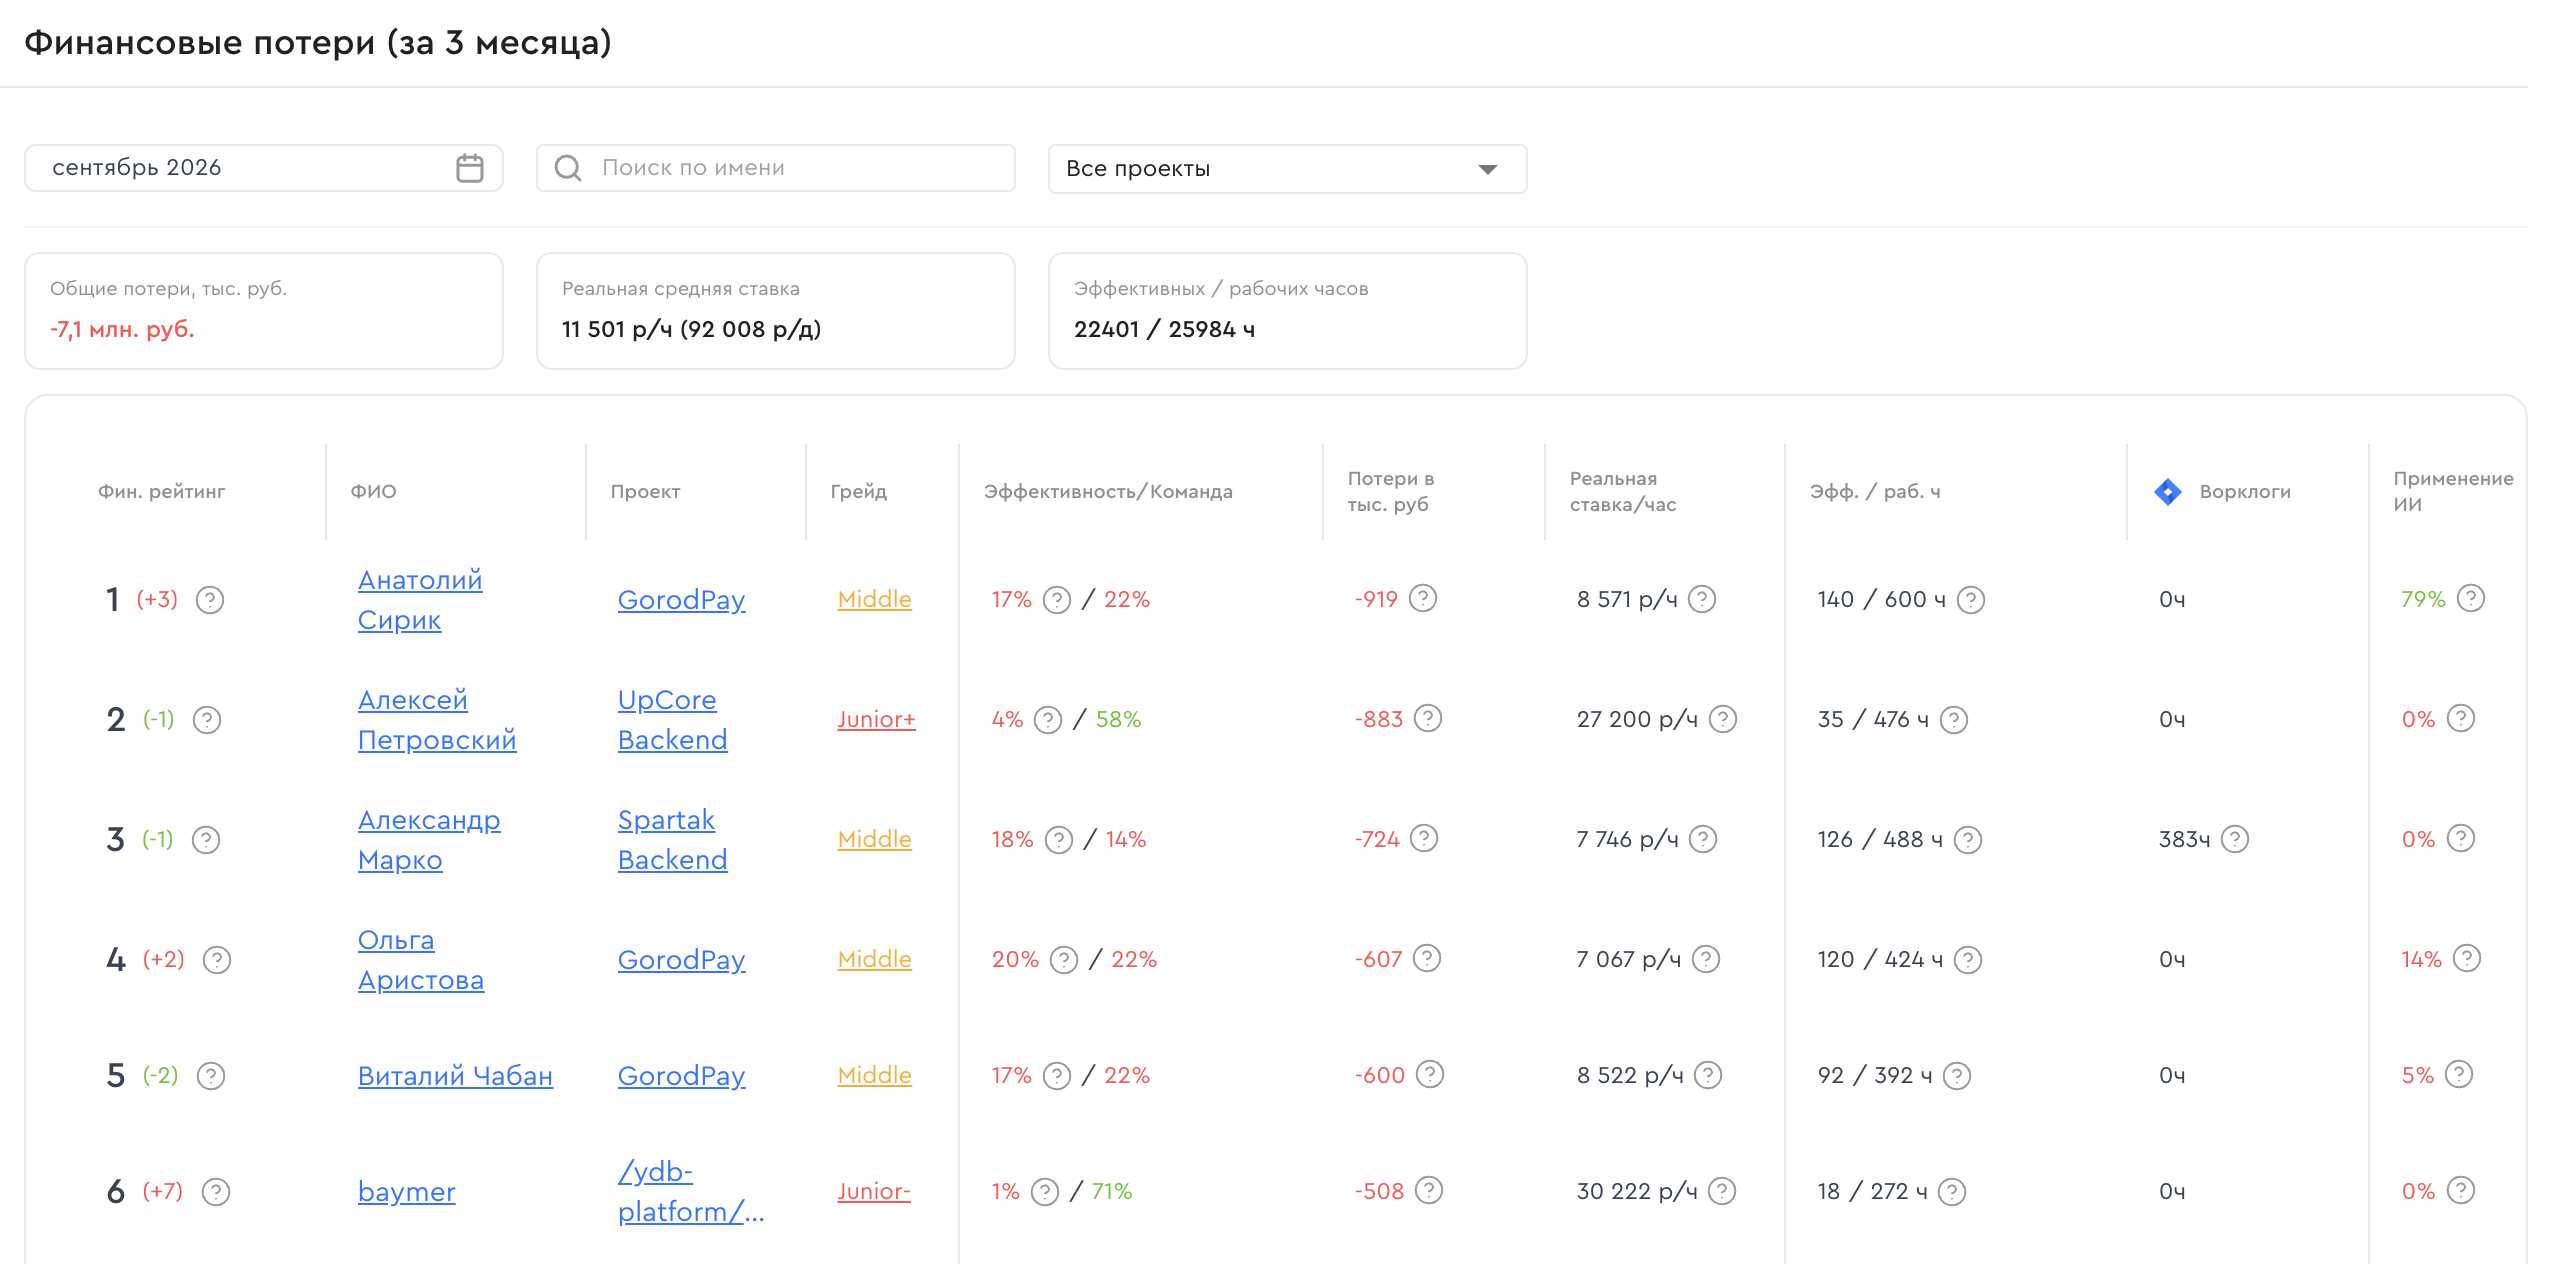 Финансовые потери (за 3 месяца)
сентябрь 2026
Поиск по имени
Все проекты
Общие потери, тыс. руб.
-7,1 млн. руб.
Реальная средняя ставка
11 501 р/ч (92 008 р/д)
Эффективных / рабочих часов
22401 / 25984 ч
Фин. рейтинг
ФИО
Проект
Грейд
Эффективность/Команда
Потери в
тыс. руб
Реальная
ставка/час
Эфф. / раб. ч
Ворклоги
Применение
ИИ
1 (+3) ?
Анатолий
Сирик
GorodPay
Middle
17% ? / 22%
-919 ?
8 571 р/ч ?
140 / 600 ч ?
0ч
79% ?
2 (-1) ?
Алексей
Петровский
UpCore
Backend
Junior+
4% ? / 58%
-883 ?
27 200 р/ч ?
35 / 476 ч ?
0ч
0% ?
3 (-1) ?
Александр
Марко
Spartak
Backend
Middle
18% ? / 14%
-724 ?
7 746 р/ч ?
126 / 488 ч ?
383ч ?
0% ?
4 (+2) ?
Ольга
Аристова
GorodPay
Middle
20% ? / 22%
-607 ?
7 067 р/ч ?
120 / 424 ч ?
0ч
14% ?
5 (-2) ?
Виталий Чабан
GorodPay
Middle
17% ? / 22%
-600 ?
8 522 р/ч ?
92 / 392 ч ?
0ч
5% ?
6 (+7) ?
baymer
/ydb-
platform/...
Junior-
1% ? / 71%
-508 ?
30 222 р/ч ?
18 / 272 ч ?
0ч
0% ?